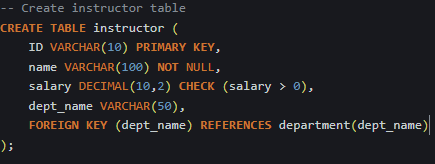 -- Create instructor table
CREATE TABLE instructor (
    ID VARCHAR(10) PRIMARY KEY,
    name VARCHAR(100) NOT NULL,
    salary DECIMAL(10,2) CHECK (salary > 0),
    dept_name VARCHAR(50),
    FOREIGN KEY (dept_name) REFERENCES department(dept_name)
);